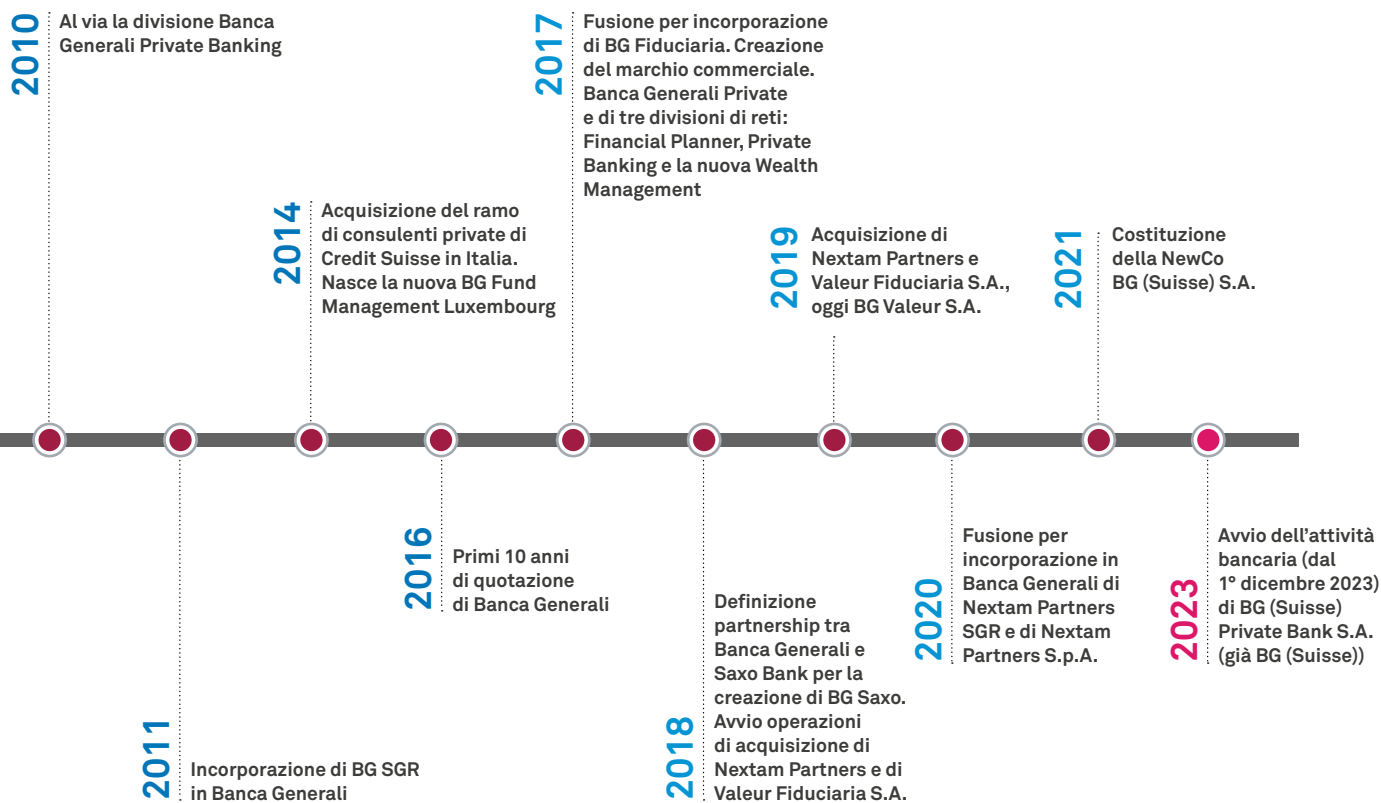 2010
Al via la divisione Banca
Generali Private Banking
2011
Incorporazione di BG SGR
in Banca Generali
2014
Acquisizione del ramo
di consulenti private di
Credit Suisse in Italia.
Nasce la nuova BG Fund
Management Luxembourg
2016
Primi 10 anni
di quotazione
di Banca Generali
2017
Fusione per incorporazione
di BG Fiduciaria. Creazione
del marchio commerciale.
Banca Generali Private
e di tre divisioni di reti:
Financial Planner, Private
Banking e la nuova Wealth
Management
2018
Definizione
partnership tra
Banca Generali e
Saxo Bank per la
creazione di BG Saxo.
Avvio operazioni
di acquisizione di
Nextam Partners e di
Valeur Fiduciaria S.A.
2019
Acquisizione di
Nextam Partners e
Valeur Fiduciaria S.A.,
oggi BG Valeur S.A.
2020
Fusione per
incorporazione in
Banca Generali di
Nextam Partners
SGR e di Nextam
Partners S.p.A.
2021
Costituzione
della NewCo
BG (Suisse) S.A.
2023
Avvio dell’attività
bancaria (dal
1° dicembre 2023)
di BG (Suisse)
Private Bank S.A.
(già BG (Suisse))